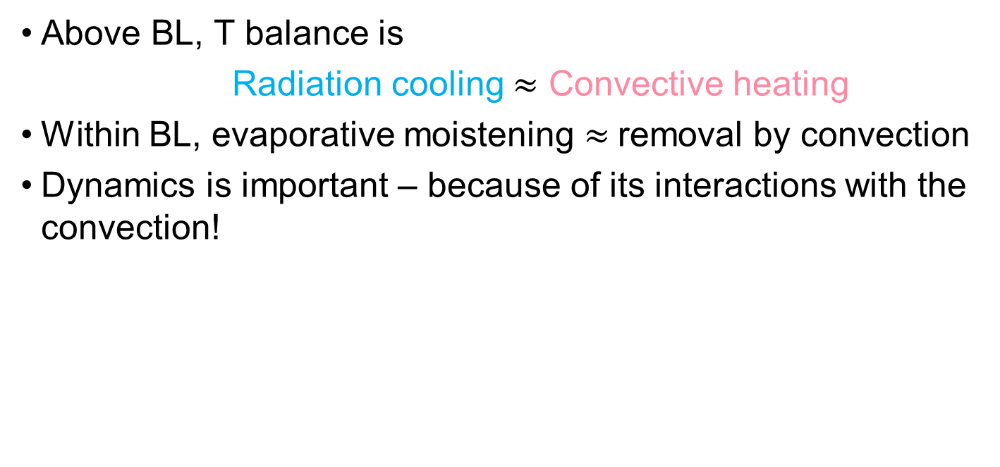 • Above BL, T balance is
Radiation cooling ≈ Convective heating
• Within BL, evaporative moistening ≈ removal by convection
• Dynamics is important – because of its interactions with the
convection!